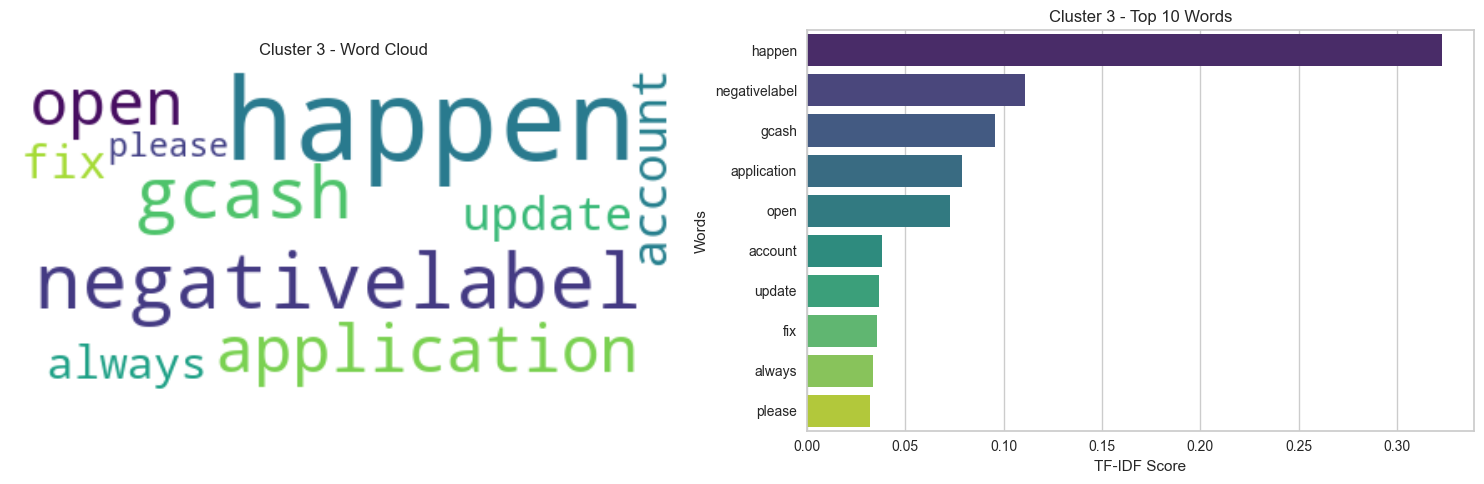 Cluster 3 - Word Cloud
open
happen
account
fix
please
gcash
update
negativelabel
always
application
Cluster 3 - Top 10 Words
Words
happen
negativelabel
gcash
application
open
account
update
fix
always
please
0.00 0.05 0.10 0.15 0.20 0.25 0.30
TF-IDF Score